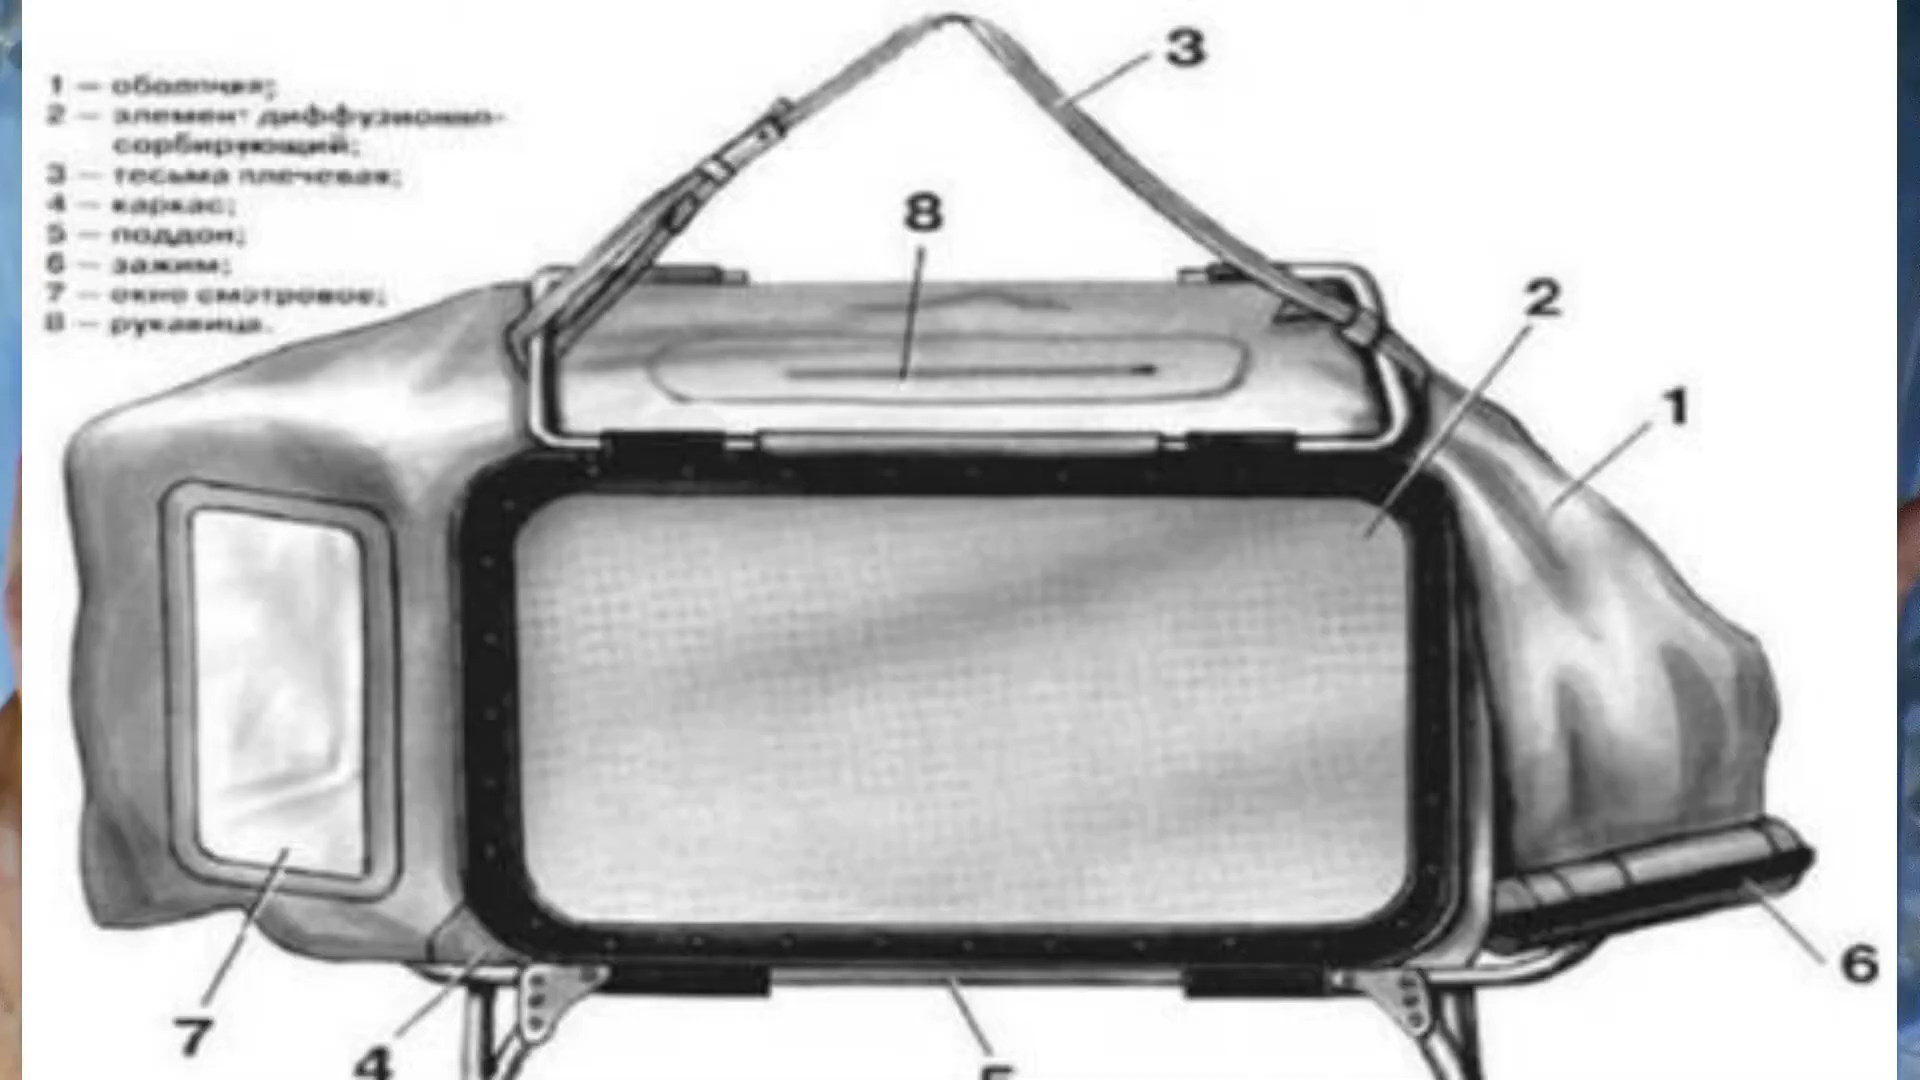 1 — оболочка;
2 — элемент диффузионно-
сорбирующий;
3 — тесьма плечевая;
4 — каркас;
5 — поддон;
6 — зажим;
7 — окно смотровое;
8 — рукавица.
3
8
2
1
6
7
4
5